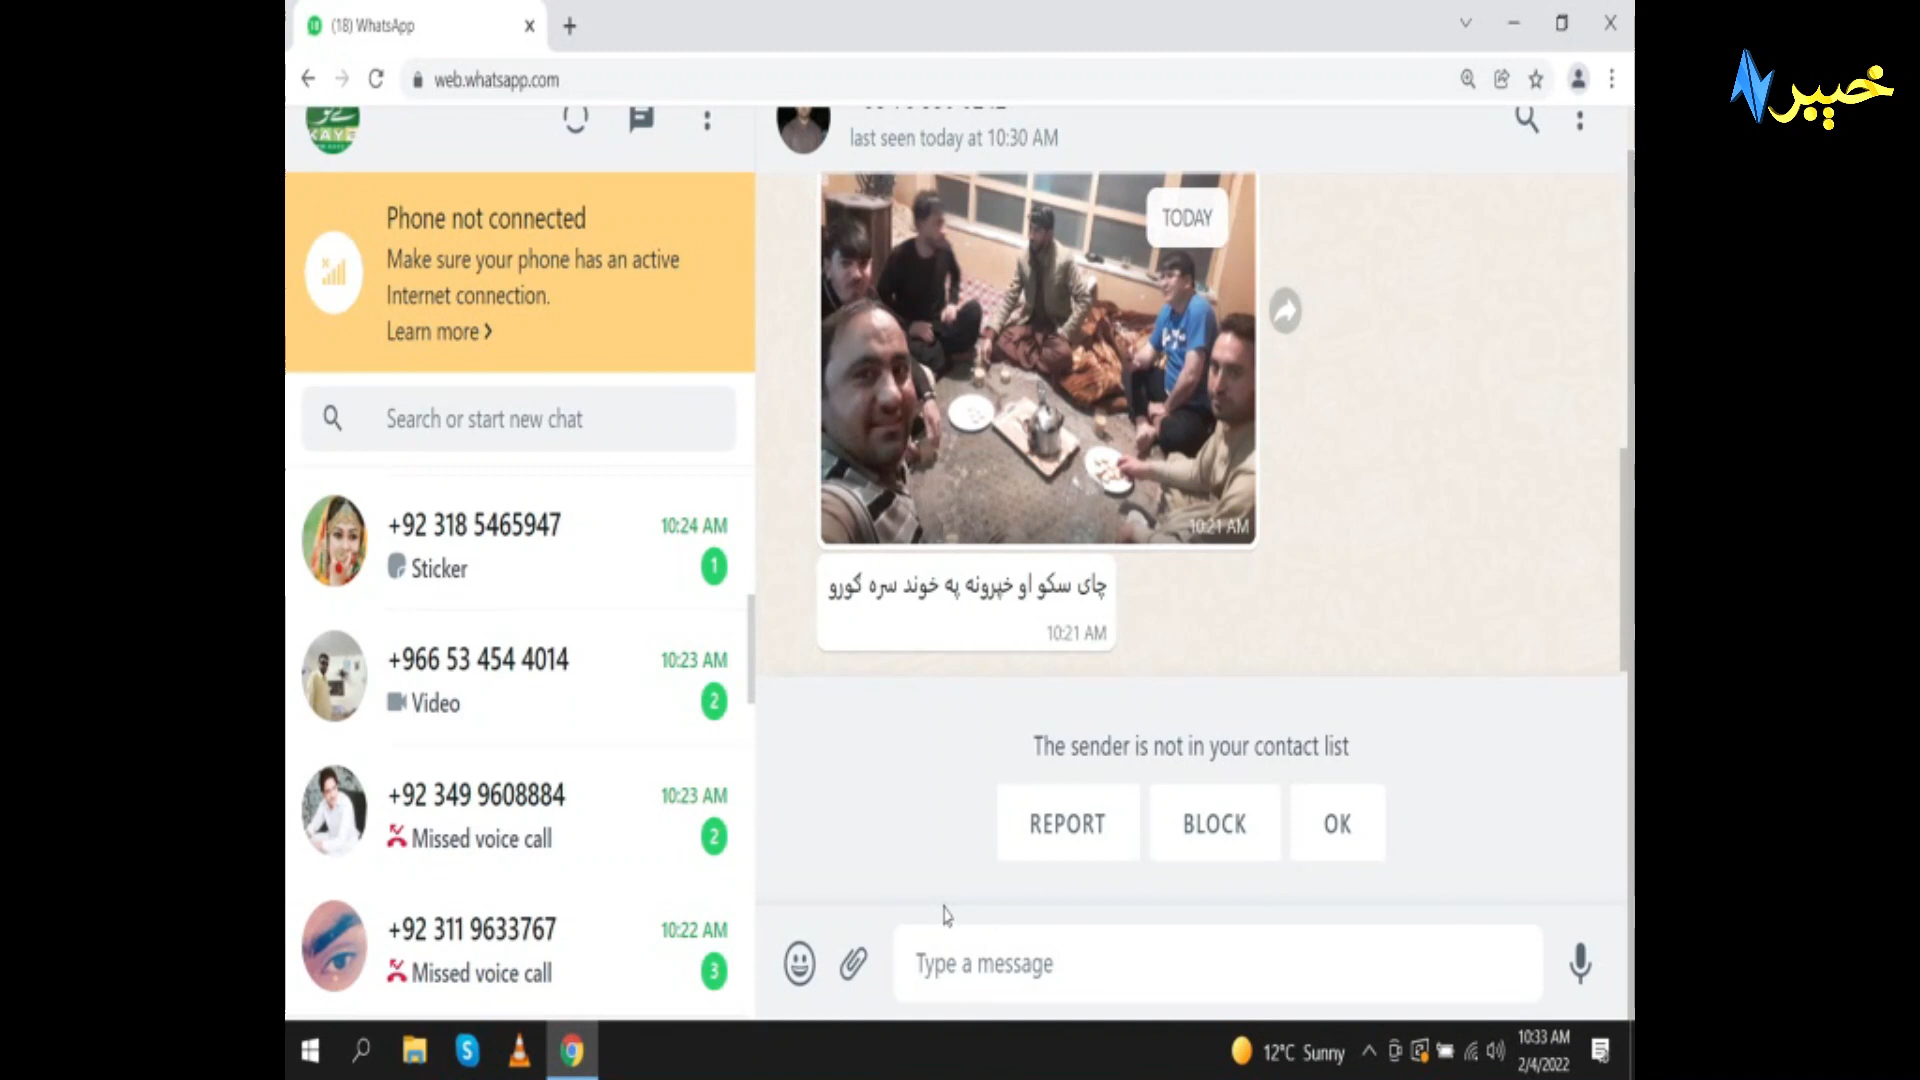 (18) WhatsApp
خیبر
web.whatsapp.com
last seen today at 10:30 AM
Phone not connected
Make sure your phone has an active
Internet connection.
Learn more >
TODAY
Search or start new chat
+92 318 5465947 10:24 AM
Sticker 1
10:21 AM
چای سکو او خپرونه په خوند سره ګورو
10:21 AM
+966 53 454 4014 10:23 AM
Video 2
The sender is not in your contact list
+92 349 9608884 10:23 AM
Missed voice call 2
REPORT BLOCK OK
+92 311 9633767 10:22 AM
Missed voice call 3
Type a message
12°C Sunny
10:33 AM
2/4/2022